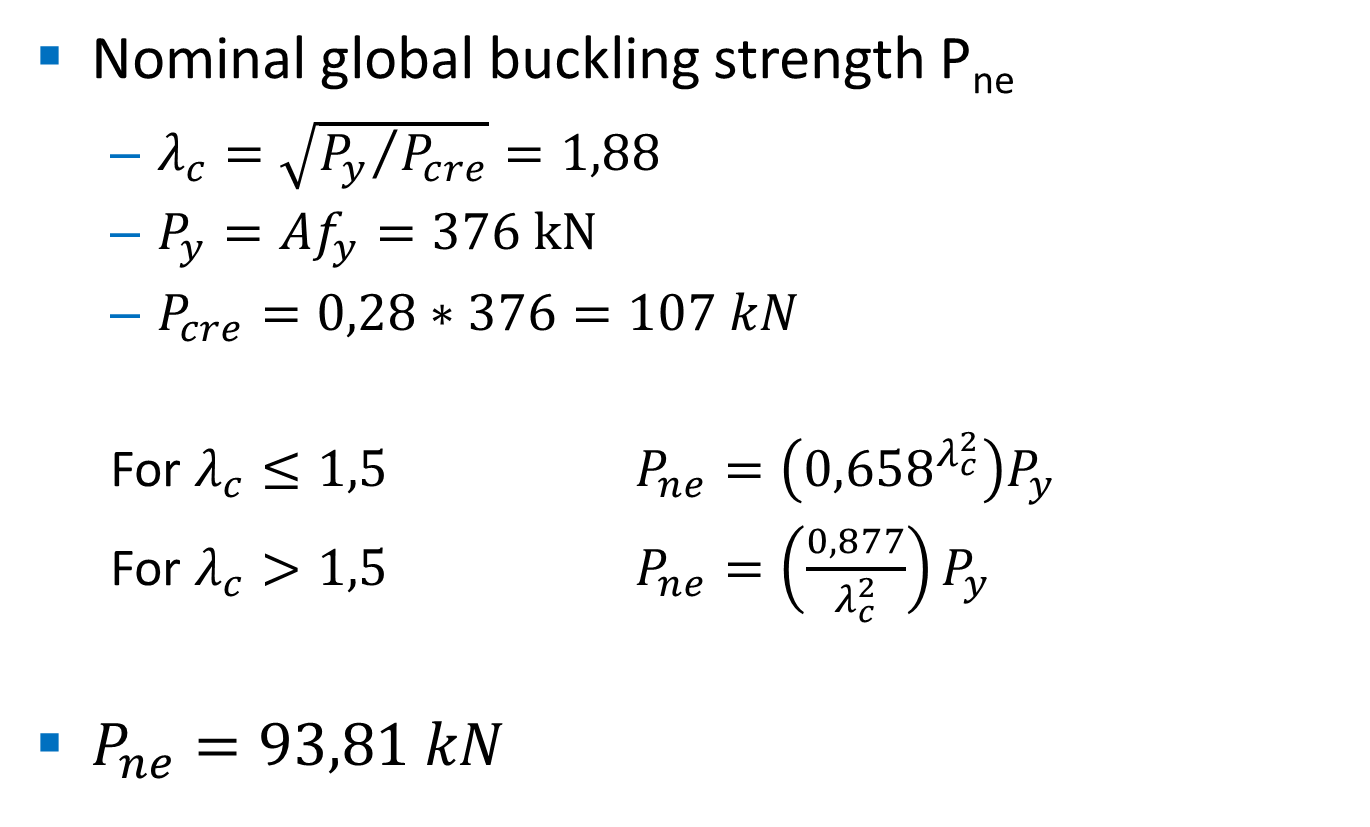 ▪ Nominal global buckling strength P_ne
– λ_c = √(P_y/P_cre) = 1,88
– P_y = Af_y = 376 kN
– P_cre = 0,28 * 376 = 107 kN
For λ_c ≤ 1,5 P_ne = (0,658^(λ_c^2))P_y
For λ_c > 1,5 P_ne = (0,877/λ_c^2) P_y
▪ P_ne = 93,81 kN